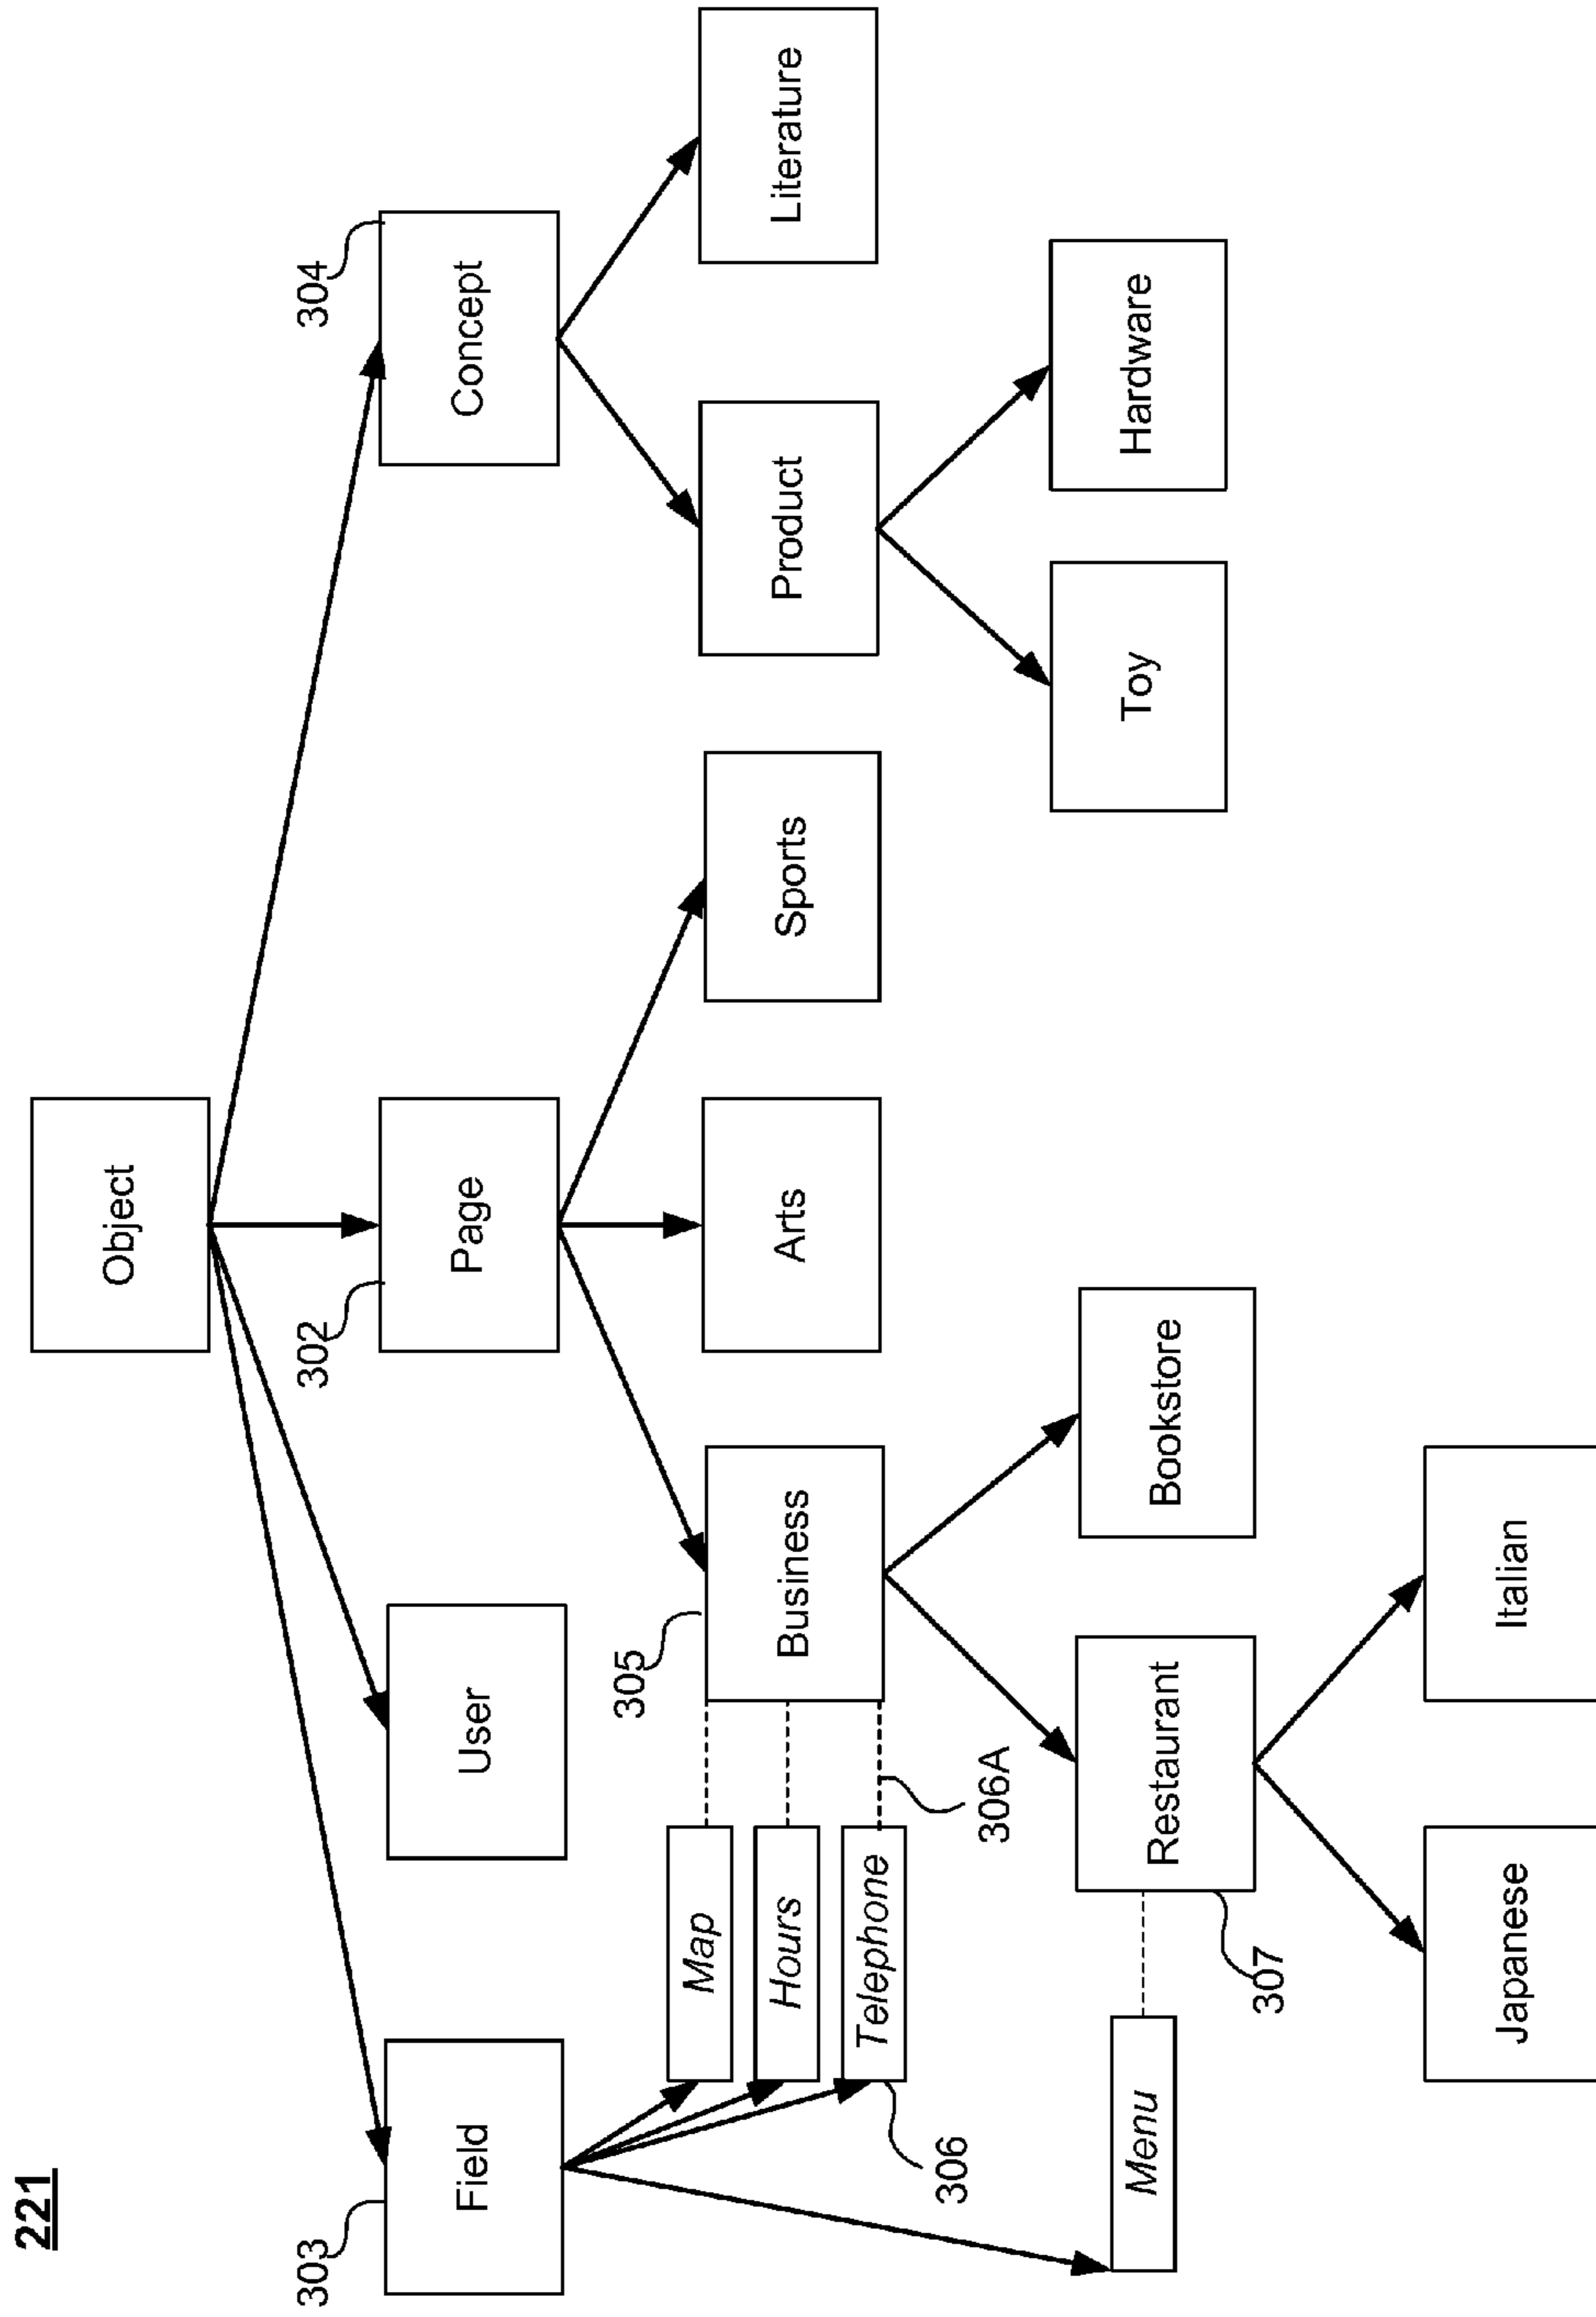 221
Object
303
302
304
Field
User
Page
Concept
305
Map
Hours
Telephone
Business
Arts
Sports
Product
Literature
306
306A
Menu
Restaurant
Bookstore
Toy
Hardware
307
Japanese
Italian